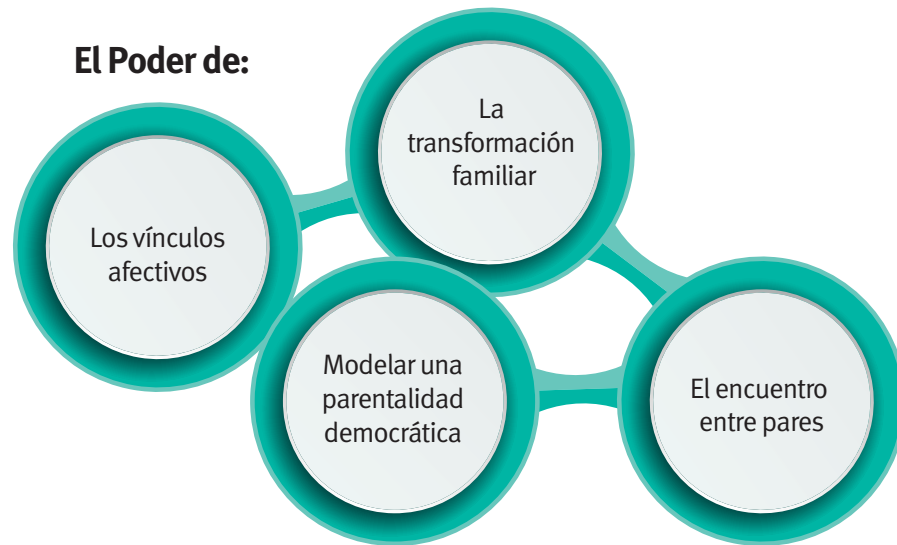 El Poder de:
La
transformación
familiar
Los vínculos
afectivos
Modelar una
parentalidad
democrática
El encuentro
entre pares